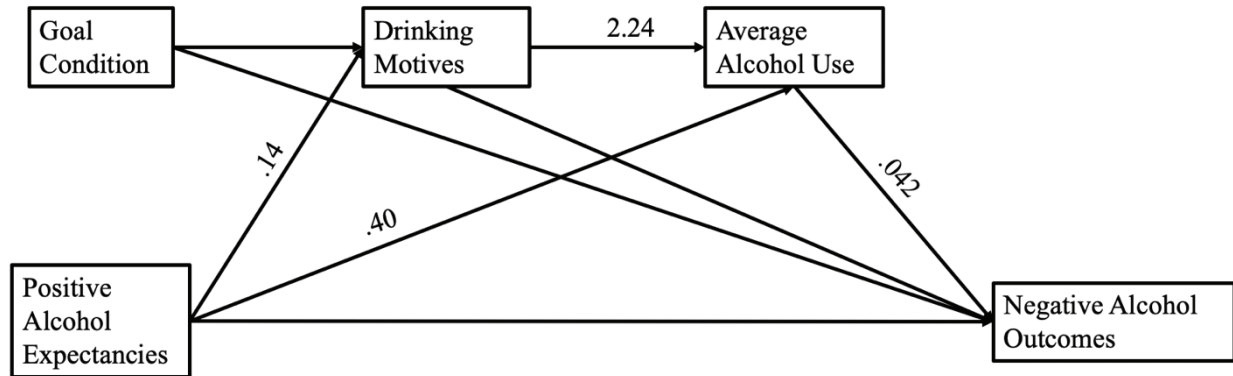 Goal
Condition
Drinking
Motives
2.24
Average
Alcohol Use
.14
.40
.042
Positive
Alcohol
Expectancies
Negative Alcohol
Outcomes